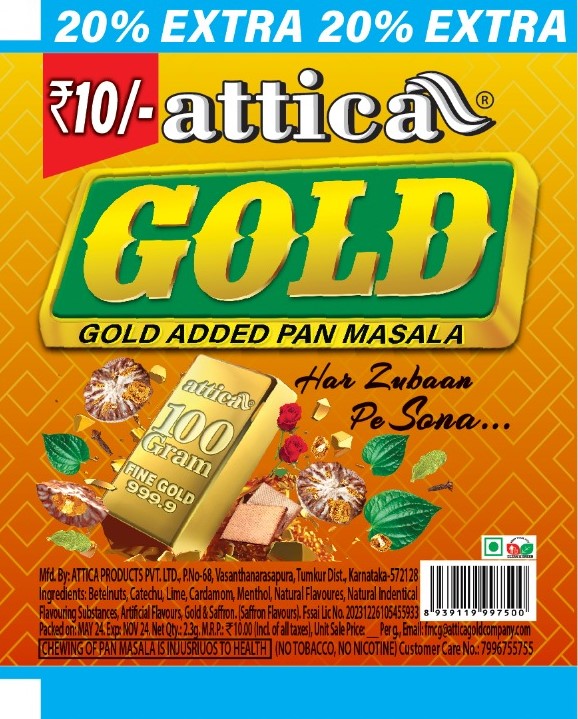 20% EXTRA 20% EXTRA
₹10/- attica ®
GOLD
GOLD ADDED PAN MASALA
Har Zubaan
Pe Sona...
attica
100
Gram
FINE GOLD
999.9
Mfd. By: ATTICA PRODUCTS PVT. LTD., P.No-68, Vasanthanarasapura, Tumkur Dist., Karnataka-572128
Ingredients: Betelnuts, Catechu, Lime, Cardamom, Menthol, Natural Flavoures, Natural Indentical
Flavouring Substances, Artificial Flavours, Gold & Saffron. (Saffron Flavours). Fssai Lic No. 20231226105455933
Packed on: MAY 24. Exp: NOV 24. Net Qty.: 2.3g. M.R.P.: ₹ 10.00 (Incl. of all taxes), Unit Sale Price: __ Per g., Email: fmcg@atticagoldcompany.com
CHEWING OF PAN MASALA IS INJUSRIUOS TO HEALTH (NO TOBACCO, NO NICOTINE) Customer Care No.: 7996755755
8 939119 997500